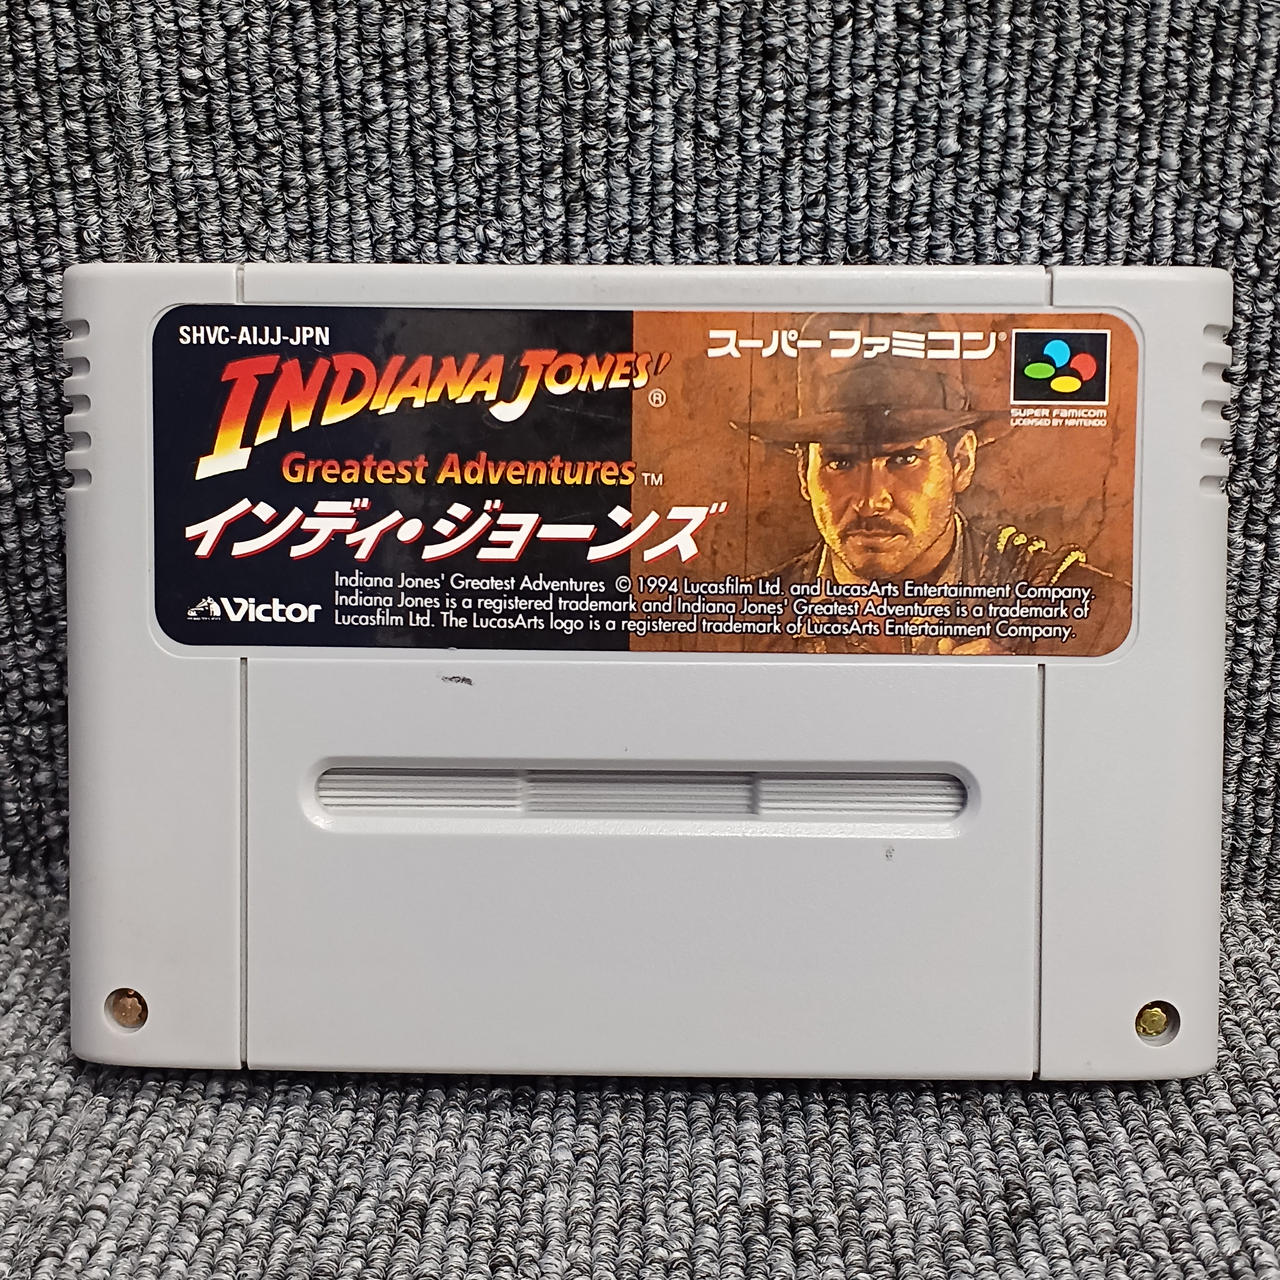 SHVC-AIJJ-JPN
INDIANA JONES' ®
Greatest Adventures ™
インディ・ジョーンズ
スーパーファミコン®
SUPER FAMICOM
LICENSED BY NINTENDO
Victor
Indiana Jones' Greatest Adventures © 1994 Lucasfilm Ltd. and LucasArts Entertainment Company.
Indiana Jones is a registered trademark and Indiana Jones' Greatest Adventures is a trademark of
Lucasfilm Ltd. The LucasArts logo is a registered trademark of LucasArts Entertainment Company.